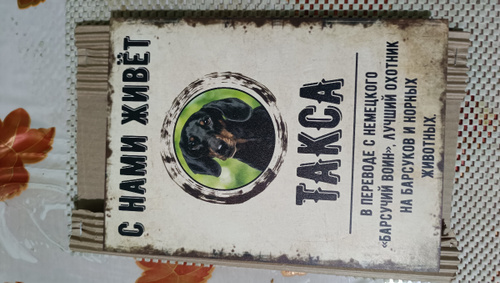 С НАМИ ЖИВЁТ
ТАКСА
В ПЕРЕВОДЕ С НЕМЕЦКОГО
«БАРСУЧИЙ ВОИН», ЛУЧШИЙ ОХОТНИК
НА БАРСУКОВ И НОРНЫХ
ЖИВОТНЫХ.